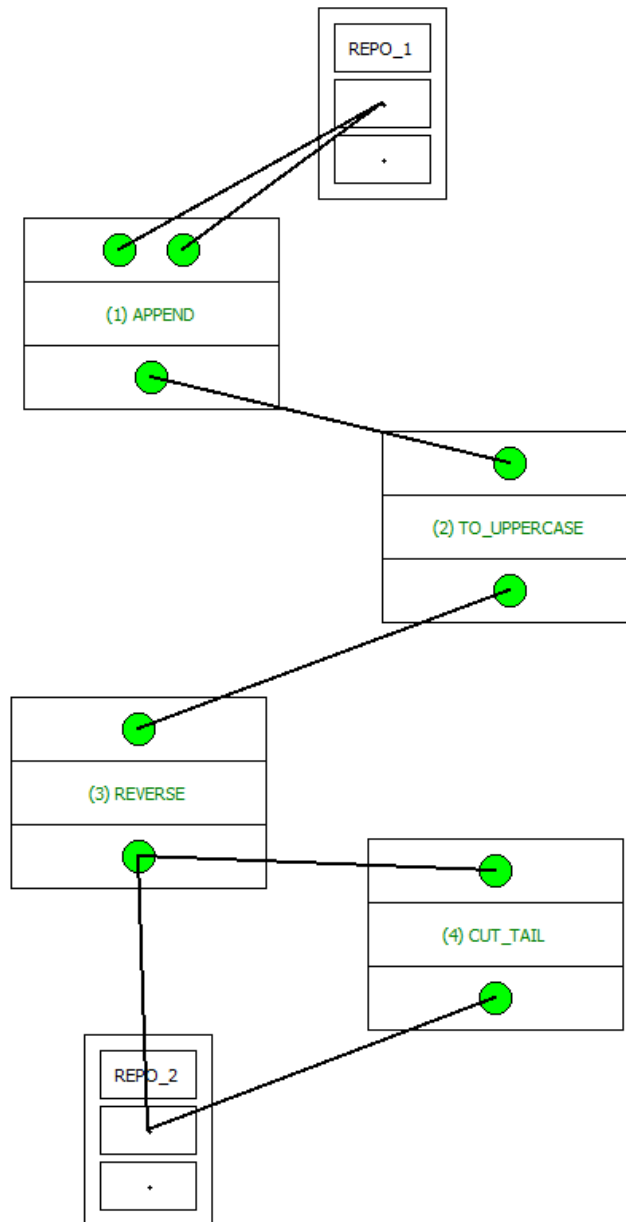 REPO_1
(1) APPEND
(2) TO_UPPERCASE
(3) REVERSE
(4) CUT_TAIL
REPO_2